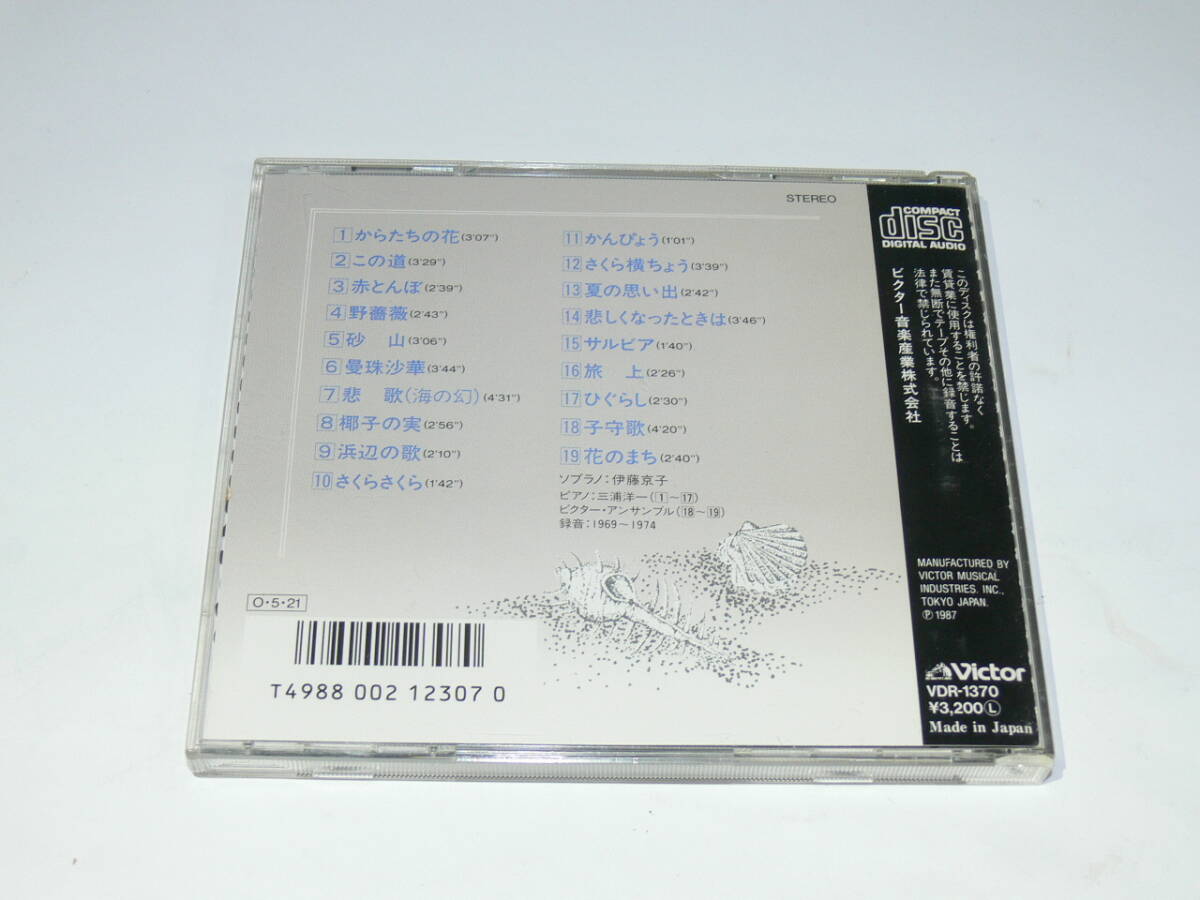 STEREO
1 からたちの花(3'07")
2 この道(3'29")
3 赤とんぼ(2'39")
4 野薔薇(2'43")
5 砂 山(3'06")
6 曼珠沙華(3'44")
7 悲 歌(海の幻)(4'31")
8 椰子の実(2'56")
9 浜辺の歌(2'10")
10 さくらさくら(1'42")
11 かんぴょう(1'01")
12 さくら横ちょう(3'39")
13 夏の思い出(2'42")
14 悲しくなったときは(3'46")
15 サルビア(1'40")
16 旅 上(2'26")
17 ひぐらし(2'30")
18 子守歌(4'20")
19 花のまち(2'40")
ソプラノ:伊藤京子
ピアノ:三浦洋一(1~17)
ビクター・アンサンブル(18~19)
録音:1969~1974
O・5・21
T4988 002 12307 0
COMPACT
disc
DIGITAL AUDIO
このディスクは権利者の許諾なく
賃貸業に使用することを禁じます。
また無断でテープその他に録音することは
法律で禁じられています。
ビクター音楽産業株式会社
MANUFACTURED BY
VICTOR MUSICAL
INDUSTRIES. INC.,
TOKYO JAPAN.
Ⓟ1987
Victor
VDR-1370
¥3,200Ⓛ
Made in Japan